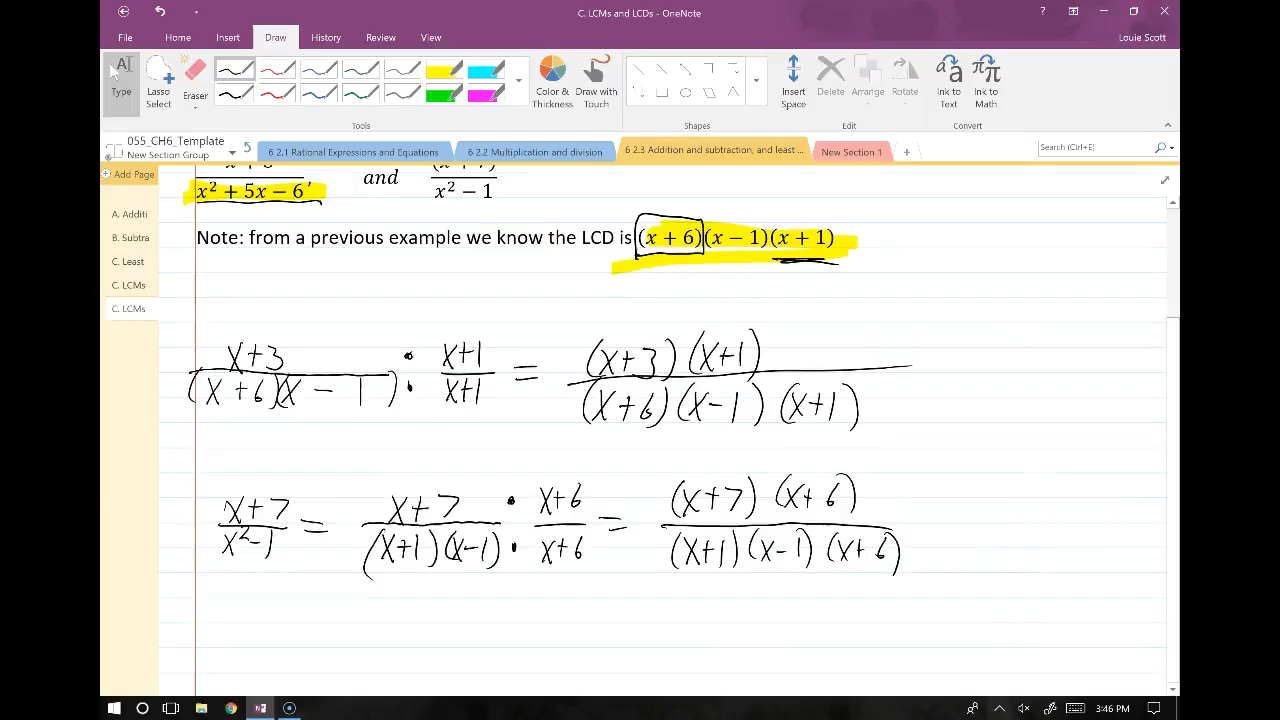 C. LCMs and LCDs - OneNote
?
File Home Insert Draw History Review View
Louie Scott
Type
Lasso Select
Eraser
Color & Thickness
Draw with Touch
Insert Space
Delete
Arrange
Rotate
Ink to Text
Ink to Math
Tools
Shapes
Edit
Convert
055_CH6_Template
New Section Group
6 2.1 Rational Expressions and Equations
6 2.2 Multiplication and division
6 2.3 Addition and subtraction, and least ...
New Section 1
+
Search (Ctrl+E)
Add Page
A. Additi
B. Subtra
C. Least
C. LCMs
C. LCMs
x² + 5x − 6 , and x² − 1
Note: from a previous example we know the LCD is (x + 6)(x − 1)(x + 1)
x+3 / (x+6)(x−1) · x+1 / x+1 = (x+3)(x+1) / (x+6)(x−1)(x+1)
x+7 / x²−1 = x+7 / (x+1)(x−1) · x+6 / x+6 = (x+7)(x+6) / (x+1)(x−1)(x+6)
3:46 PM